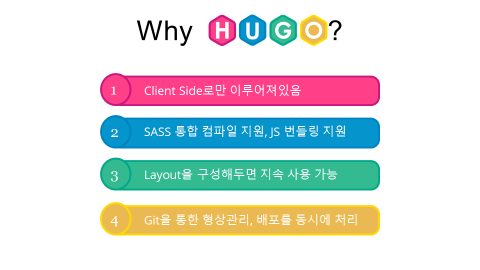 Why HUGO?
1 Client Side로만 이루어져있음
2 SASS 통합 컴파일 지원, JS 번들링 지원
3 Layout을 구성해두면 지속 사용 가능
4 Git을 통한 형상관리, 배포를 동시에 처리